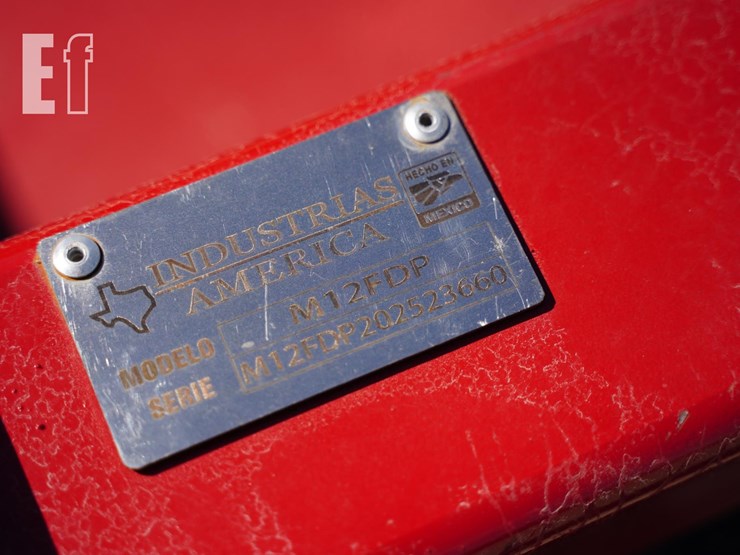 Ef
HECHO EN
MEXICO
INDUSTRIAS
AMERICA
MODELO M12FDP
SERIE M12FDP202523660